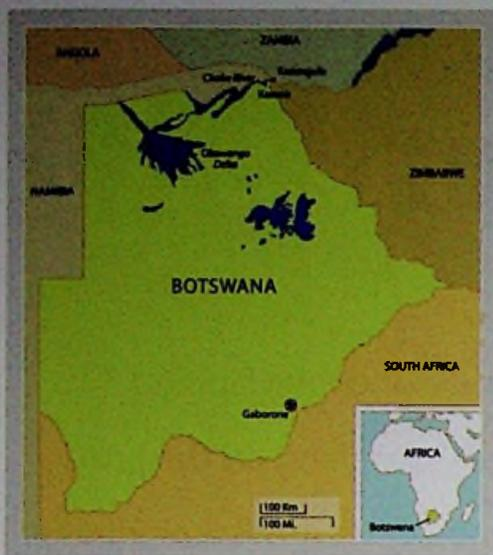 ANGOLA
ZAMBIA
Chobe River
Kazungula
Kasane
Okavango
Delta
NAMIBIA
ZIMBABWE
BOTSWANA
SOUTH AFRICA
Gaborone
AFRICA
Botswana
100 Km
100 Mi.